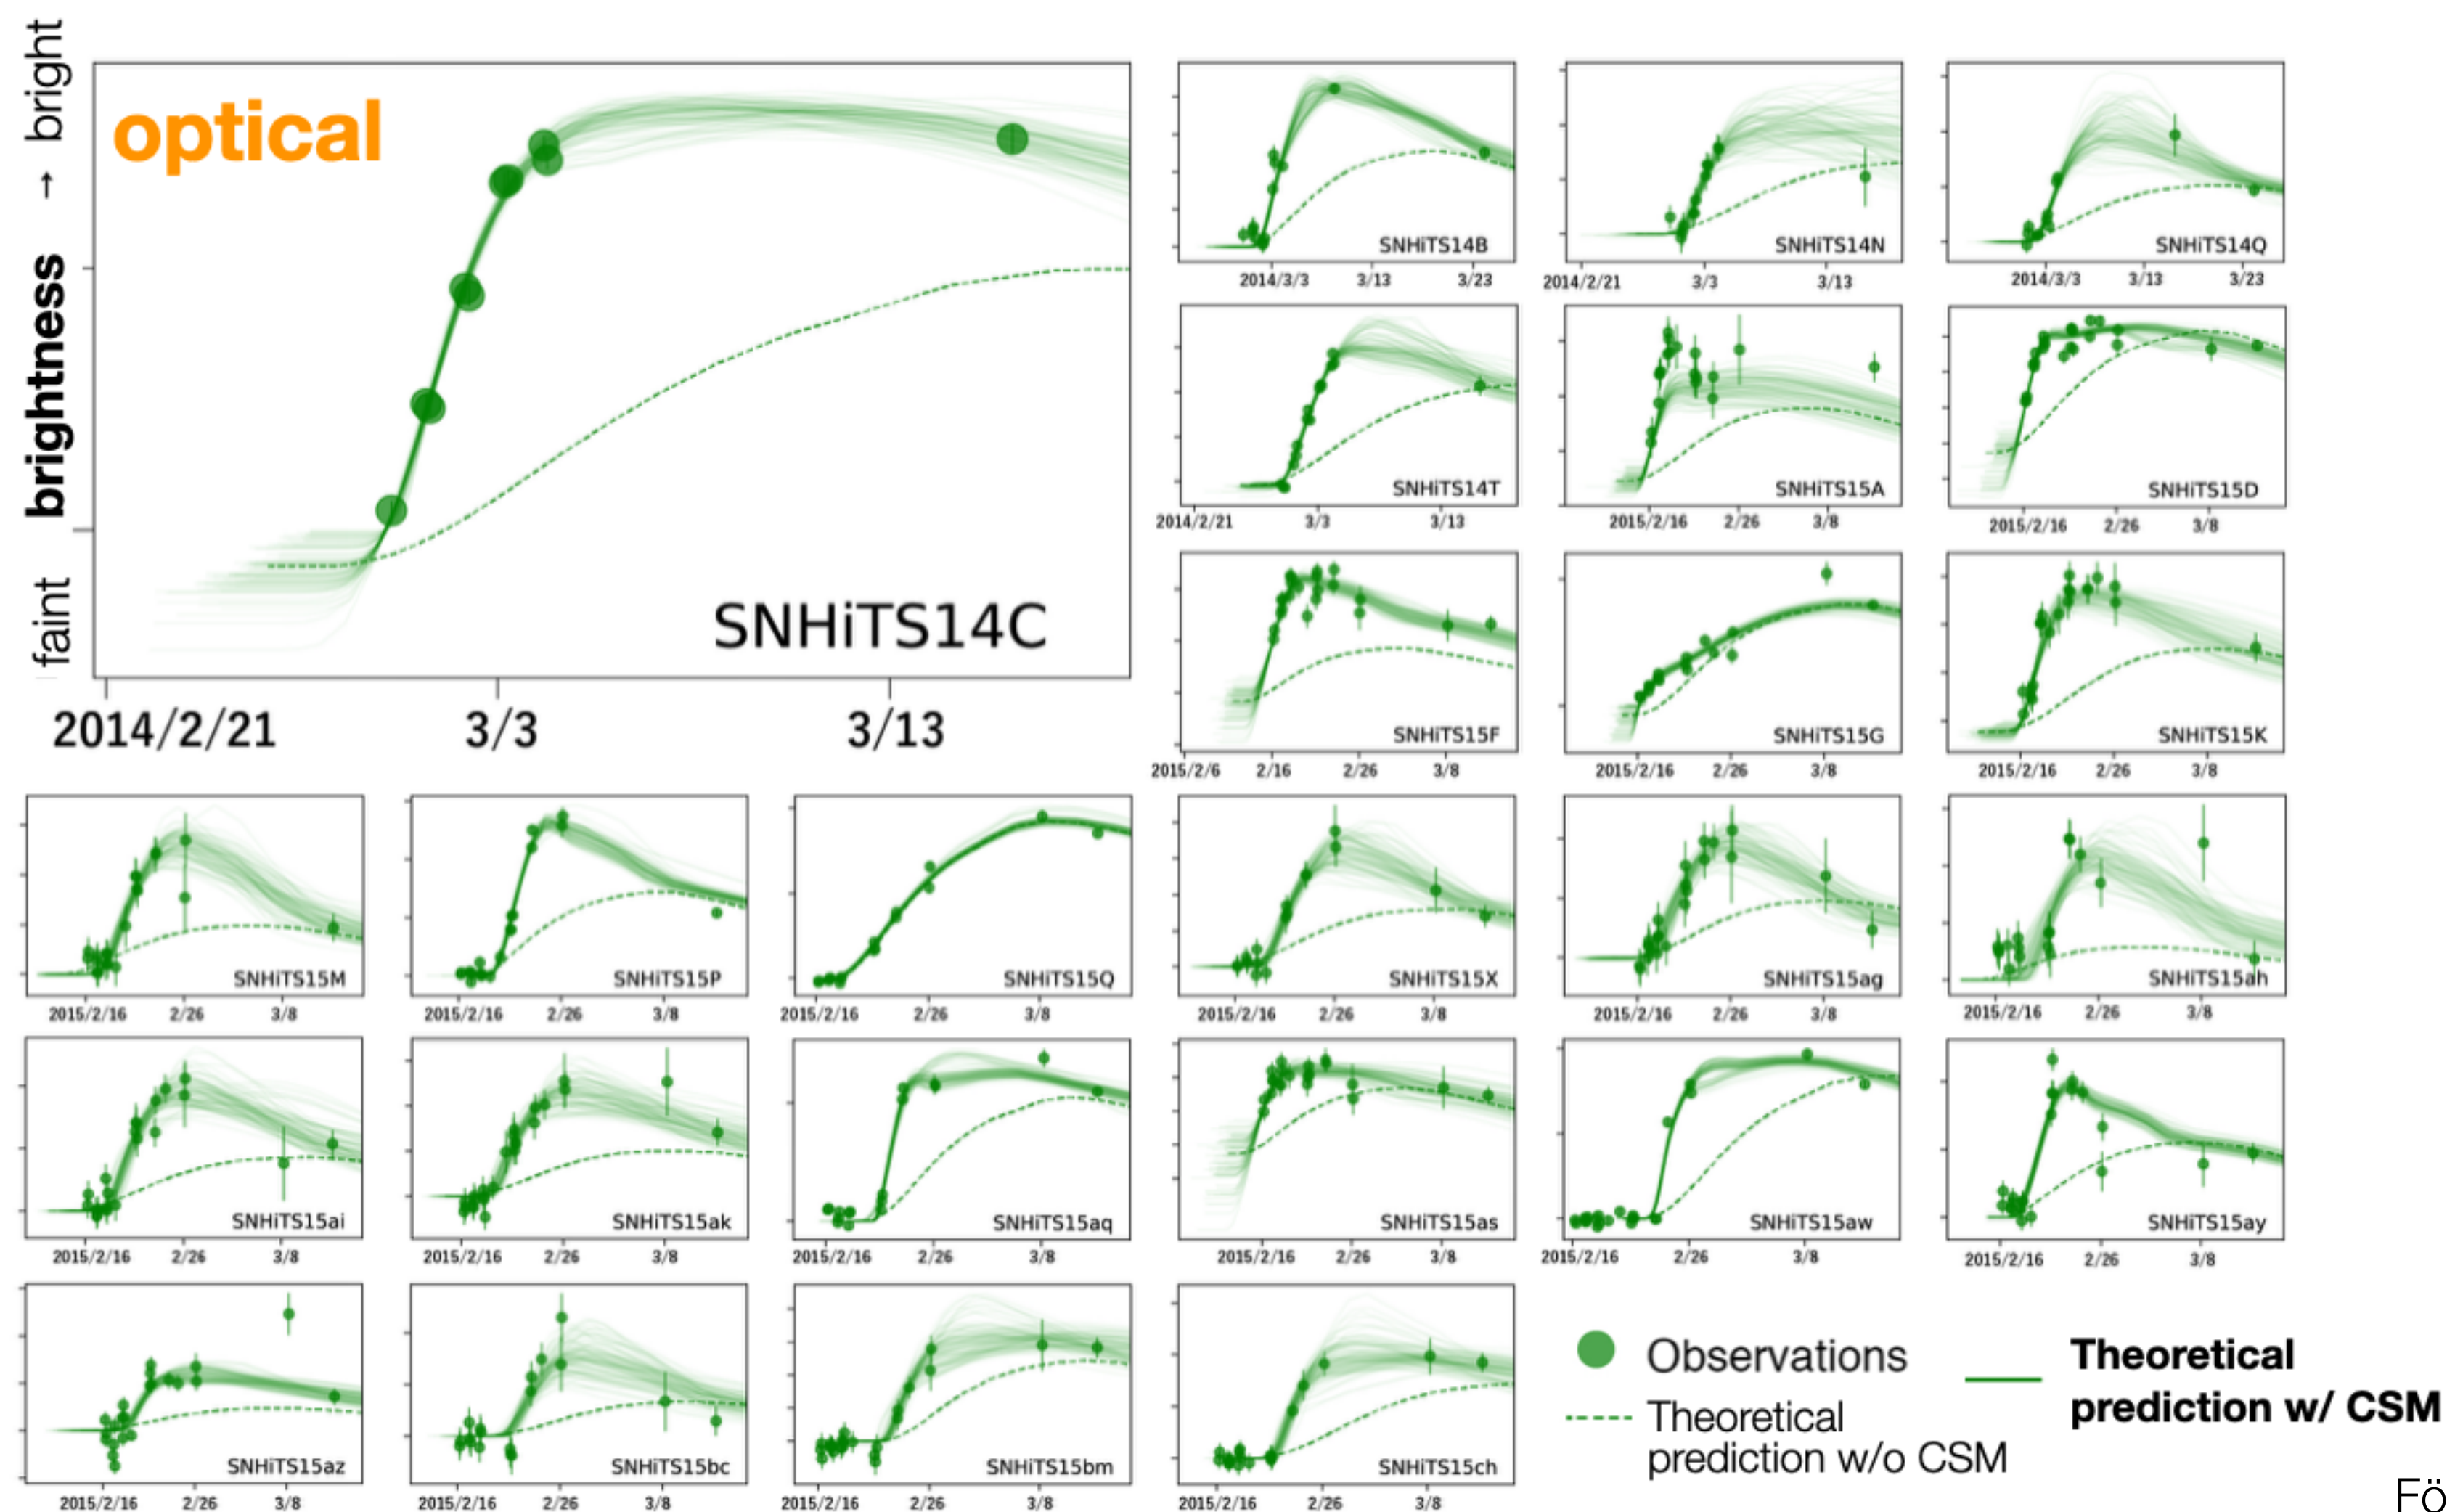 faint brightness → bright
optical
SNHiTS14C
2014/2/21 3/3 3/13
SNHiTS14B
2014/3/3 3/13 3/23
SNHiTS14N
2014/2/21 3/3 3/13
SNHiTS14Q
2014/3/3 3/13 3/23
SNHiTS14T
2014/2/21 3/3 3/13
SNHiTS15A
2015/2/16 2/26 3/8
SNHiTS15D
2015/2/16 2/26 3/8
SNHiTS15F
2015/2/6 2/16 2/26 3/8
SNHiTS15G
2015/2/16 2/26 3/8
SNHiTS15K
2015/2/16 2/26 3/8
SNHiTS15M
2015/2/16 2/26 3/8
SNHiTS15P
2015/2/16 2/26 3/8
SNHiTS15Q
2015/2/16 2/26 3/8
SNHiTS15X
2015/2/16 2/26 3/8
SNHiTS15ag
2015/2/16 2/26 3/8
SNHiTS15ah
2015/2/16 2/26 3/8
SNHiTS15ai
2015/2/16 2/26 3/8
SNHiTS15ak
2015/2/16 2/26 3/8
SNHiTS15aq
2015/2/16 2/26 3/8
SNHiTS15as
2015/2/16 2/26 3/8
SNHiTS15aw
2015/2/16 2/26 3/8
SNHiTS15ay
2015/2/16 2/26 3/8
SNHiTS15az
2015/2/16 2/26 3/8
SNHiTS15bc
2015/2/16 2/26 3/8
SNHiTS15bm
2015/2/16 2/26 3/8
SNHiTS15ch
2015/2/16 2/26 3/8
Observations
Theoretical
prediction w/o CSM
Theoretical
prediction w/ CSM
Fö